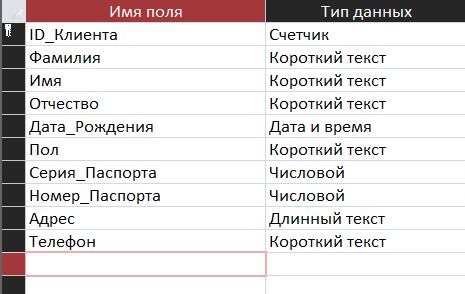 Имя поля Тип данных
ID_Клиента Счетчик
Фамилия Короткий текст
Имя Короткий текст
Отчество Короткий текст
Дата_Рождения Дата и время
Пол Короткий текст
Серия_Паспорта Числовой
Номер_Паспорта Числовой
Адрес Длинный текст
Телефон Короткий текст